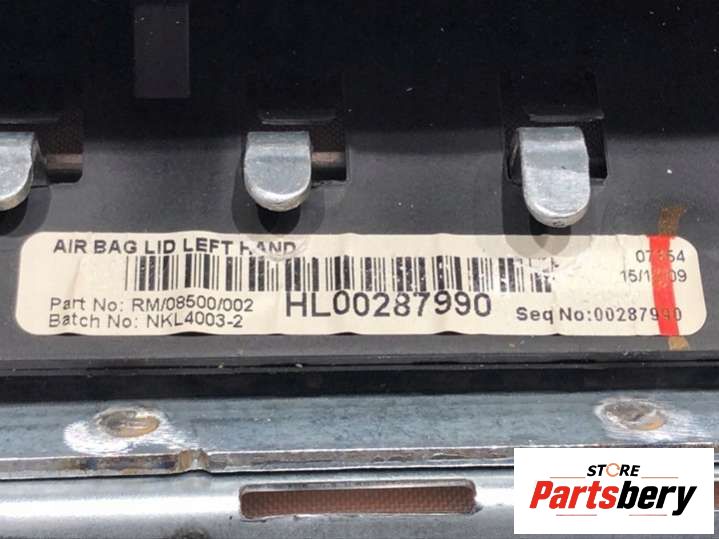 AIR BAG LID LEFT HAND
Part No: RM/08500/002
Batch No: NKL4003-2
HL00287990
Seq No:00287990
STORE
Partsbery